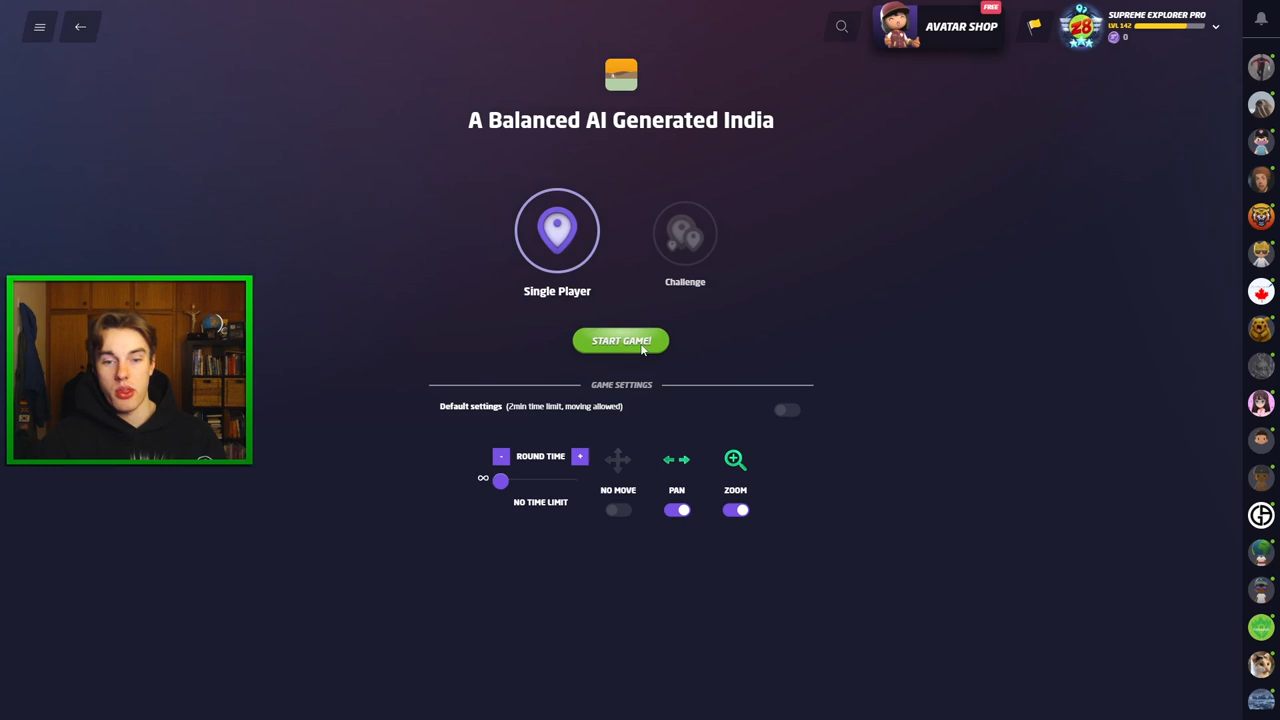 FREE
AVATAR SHOP
SUPREME EXPLORER PRO
LVL 142
0
A Balanced AI Generated India
Single Player
Challenge
START GAME!
GAME SETTINGS
Default settings (2min time limit, moving allowed)
- ROUND TIME +
∞
NO TIME LIMIT
NO MOVE
PAN
ZOOM